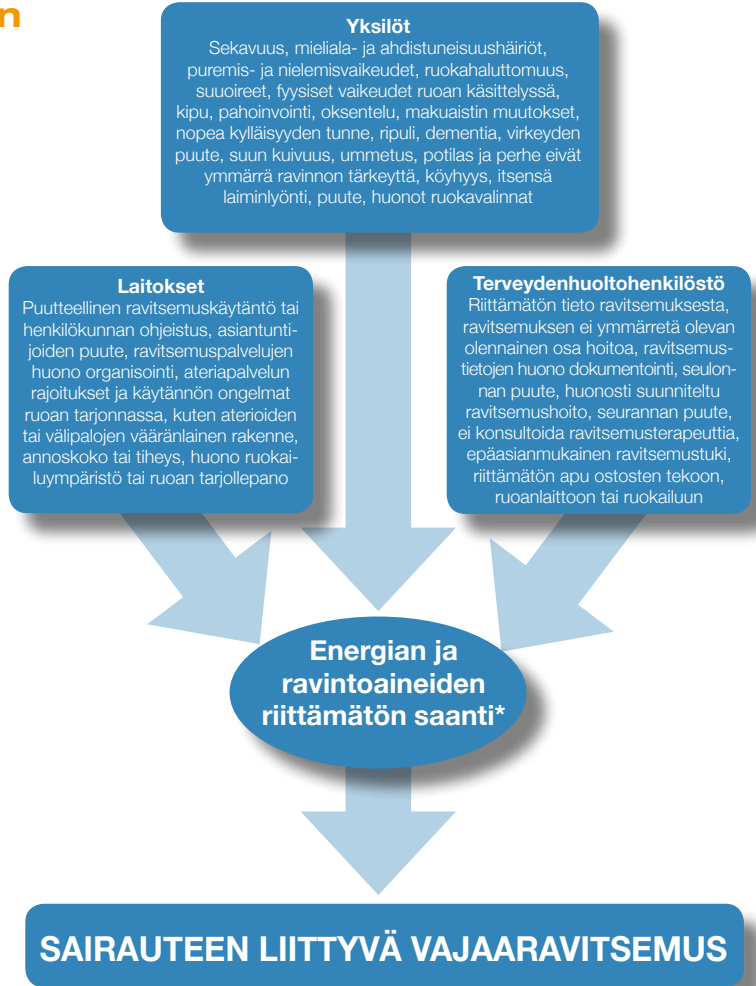 n
Yksilöt
Sekavuus, mieliala- ja ahdistuneisuushäiriöt,
puremis- ja nielemisvaikeudet, ruokahaluttomuus,
suuoireet, fyysiset vaikeudet ruoan käsittelyssä,
kipu, pahoinvointi, oksentelu, makuaistin muutokset,
nopea kylläisyyden tunne, ripuli, dementia, virkeyden
puute, suun kuivuus, ummetus, potilas ja perhe eivät
ymmärrä ravinnon tärkeyttä, köyhyys, itsensä
laiminlyönti, puute, huonot ruokavalinnat
Laitokset
Puutteellinen ravitsemuskäytäntö tai
henkilökunnan ohjeistus, asiantunti-
joiden puute, ravitsemuspalvelujen
huono organisointi, ateriapalvelun
rajoitukset ja käytännön ongelmat
ruoan tarjonnassa, kuten aterioiden
tai välipalojen vääränlainen rakenne,
annoskoko tai tiheys, huono ruokai-
luympäristö tai ruoan tarjollepano
Terveydenhuoltohenkilöstö
Riittämätön tieto ravitsemuksesta,
ravitsemuksen ei ymmärretä olevan
olennainen osa hoitoa, ravitsemus-
tietojen huono dokumentointi, seulon-
nan puute, huonosti suunniteltu
ravitsemushoito, seurannan puute,
ei konsultoida ravitsemusterapeuttia,
epäasianmukainen ravitsemustuki,
riittämätön apu ostosten tekoon,
ruoanlaittoon tai ruokailuun
Energian ja
ravintoaineiden
riittämätön saanti*
SAIRAUTEEN LIITTYVÄ VAJAARAVITSEMUS